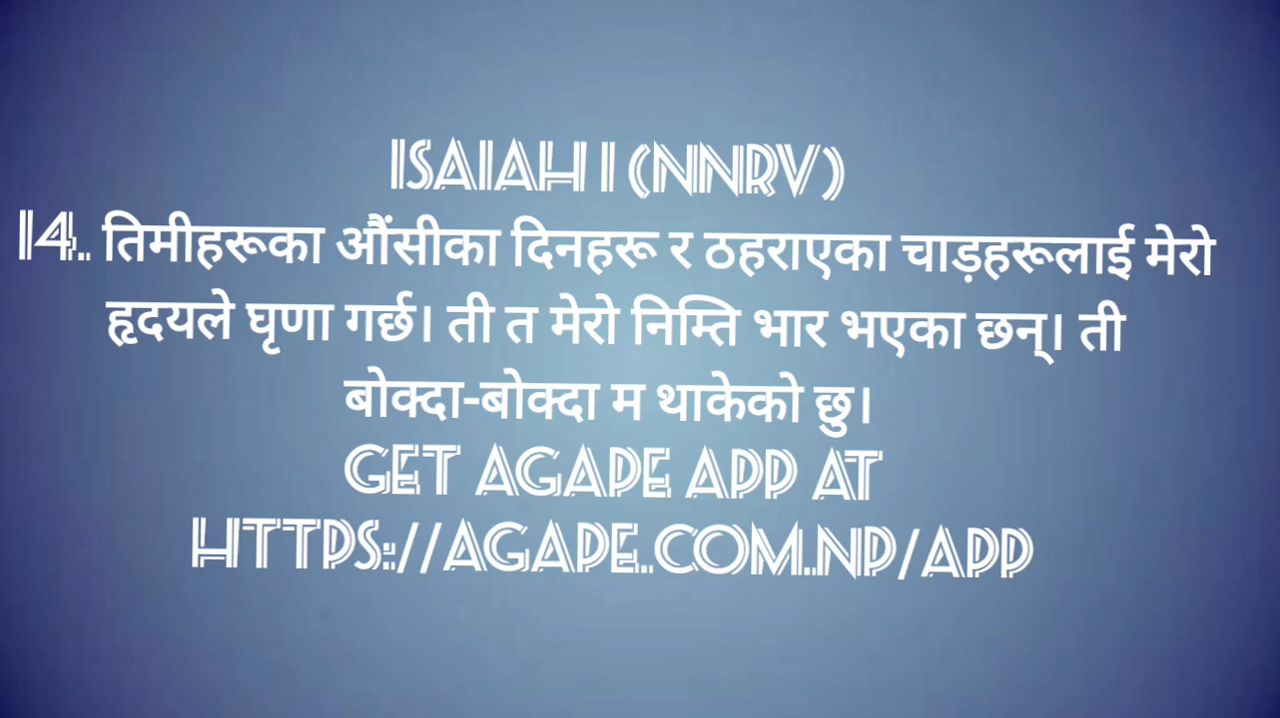 ISAIAH 1 (NNRV)
14. तिमीहरूका औंसीका दिनहरू र ठहराएका चाड़हरूलाई मेरो
हृदयले घृणा गर्छ। ती त मेरो निम्ति भार भएका छन्। ती
बोक्दा-बोक्दा म थाकेको छु।
GET AGAPE APP AT
HTTPS://AGAPE.COM.NP/APP